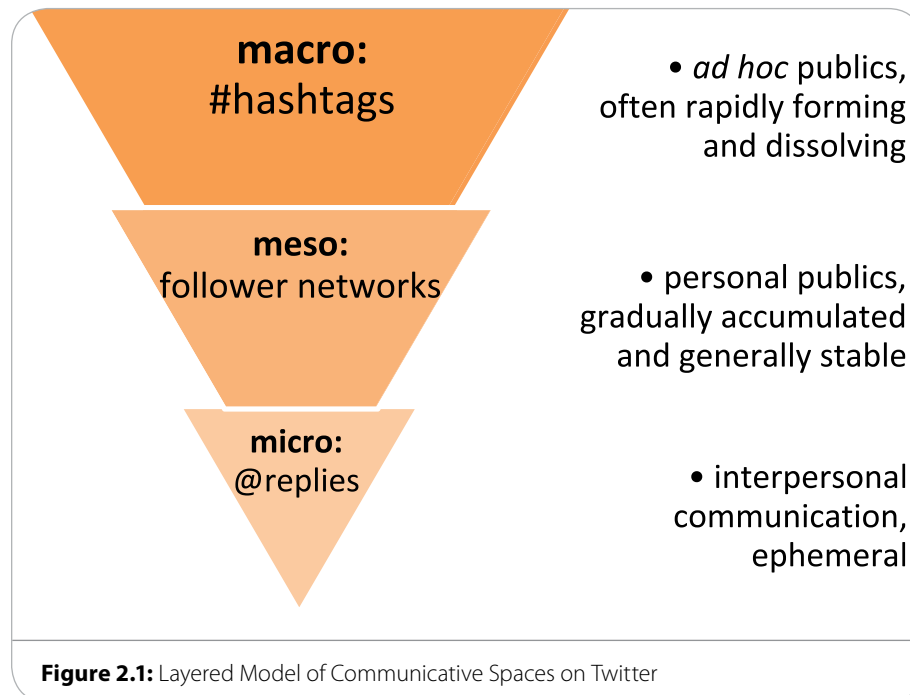 macro:
#hashtags
• ad hoc publics,
often rapidly forming
and dissolving
meso:
follower networks
• personal publics,
gradually accumulated
and generally stable
micro:
@replies
• interpersonal
communication,
ephemeral
Figure 2.1: Layered Model of Communicative Spaces on Twitter